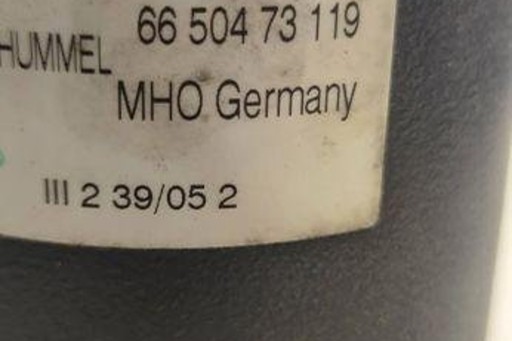 66 504 73 119
HUMMEL
MHO Germany
III 2 39/05 2